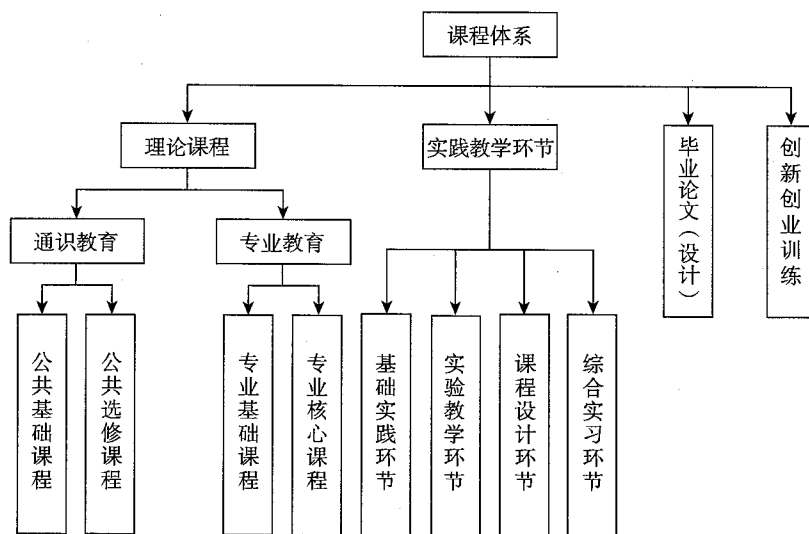 课程体系
理论课程
实践教学环节
毕业论文（设计）
创新创业训练
通识教育
专业教育
公共基础课程
公共选修课程
专业基础课程
专业核心课程
基础实践环节
实验教学环节
课程设计环节
综合实习环节